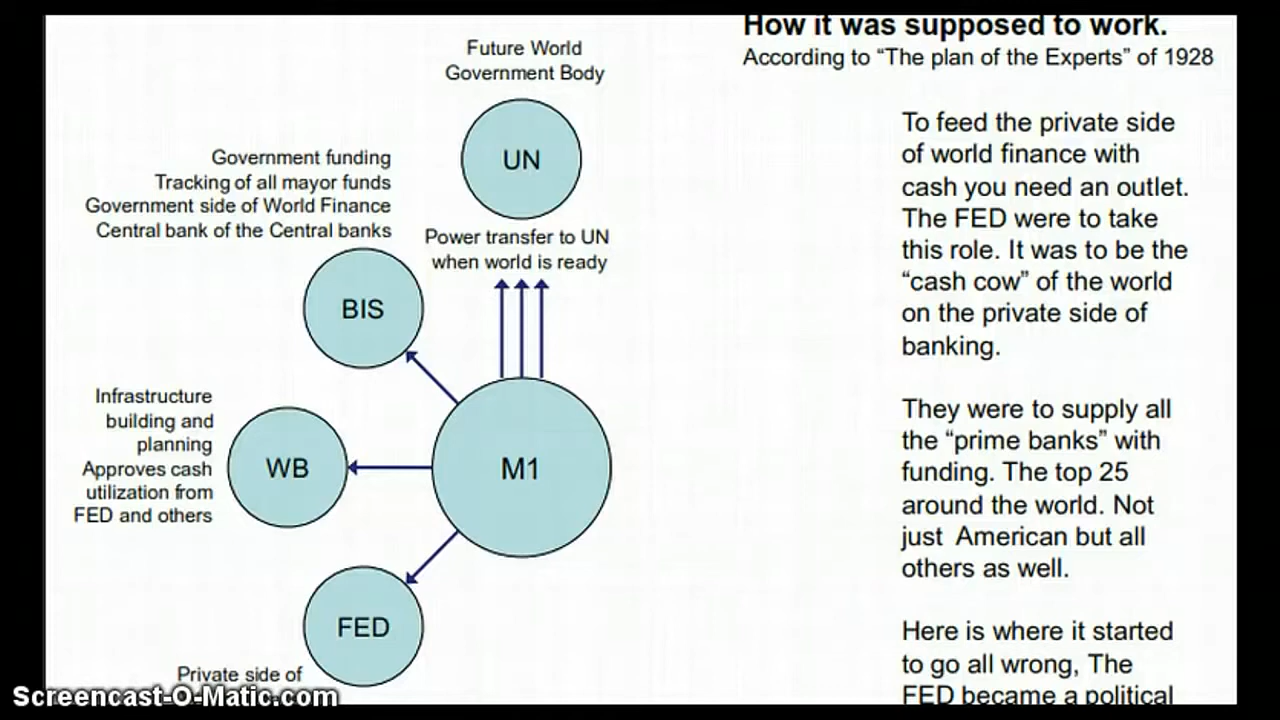 How it was supposed to work.
According to “The plan of the Experts” of 1928
Future World
Government Body
UN
Power transfer to UN
when world is ready
Government funding
Tracking of all mayor funds
Government side of World Finance
Central bank of the Central banks
BIS
Infrastructure
building and
planning
Approves cash
utilization from
FED and others
WB
M1
FED
Private side of
To feed the private side
of world finance with
cash you need an outlet.
The FED were to take
this role. It was to be the
“cash cow” of the world
on the private side of
banking.
They were to supply all
the “prime banks” with
funding. The top 25
around the world. Not
just  American but all
others as well.
Here is where it started
to go all wrong, The
FED became a political
Screencast-O-Matic.com